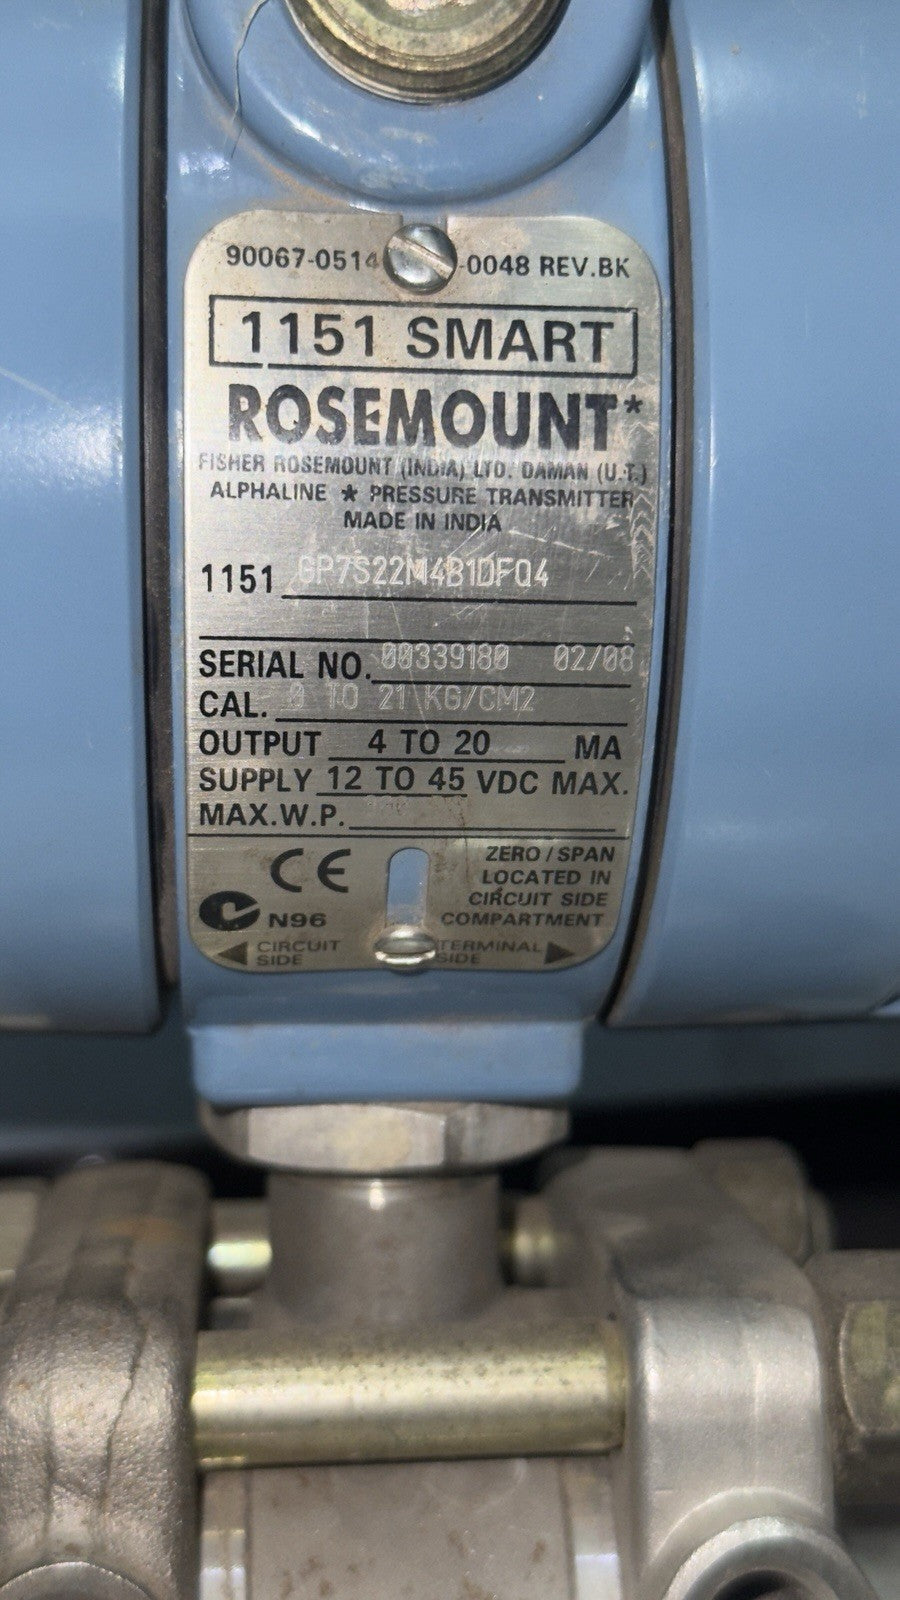 90067-0514 -0048 REV.BK
1151 SMART
ROSEMOUNT*
FISHER ROSEMOUNT (INDIA) LTD. DAMAN (U.T.)
ALPHALINE * PRESSURE TRANSMITTER
MADE IN INDIA
1151 GP7S22M4B1DFQ4
SERIAL NO. 00339180 02/08
CAL. 0 TO 21 KG/CM2
OUTPUT 4 TO 20 MA
SUPPLY 12 TO 45 VDC MAX.
MAX.W.P.
CE
N96
ZERO / SPAN
LOCATED IN
CIRCUIT SIDE
COMPARTMENT
CIRCUIT
SIDE
TERMINAL
SIDE